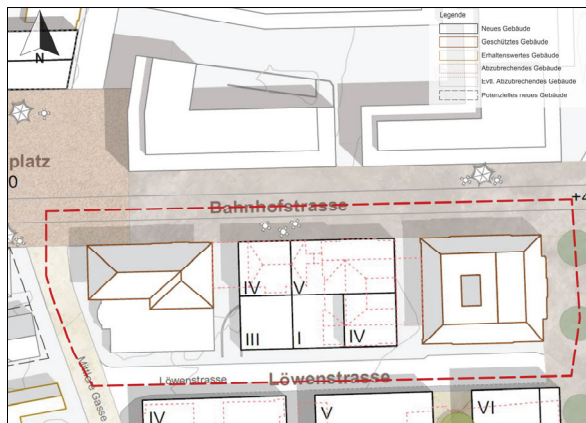 Legende
Neues Gebäude
Geschütztes Gebäude
Erhaltenswertes Gebäude
Abzubrechendes Gebäude
Evtl. Abzubrechendes Gebäude
Potenzielles neues Gebäude
N
platz
0
+4
Bahnhofstrasse
IV V
III I IV
Mittlere Gasse
Löwenstrasse
Löwenstrasse
IV V VI